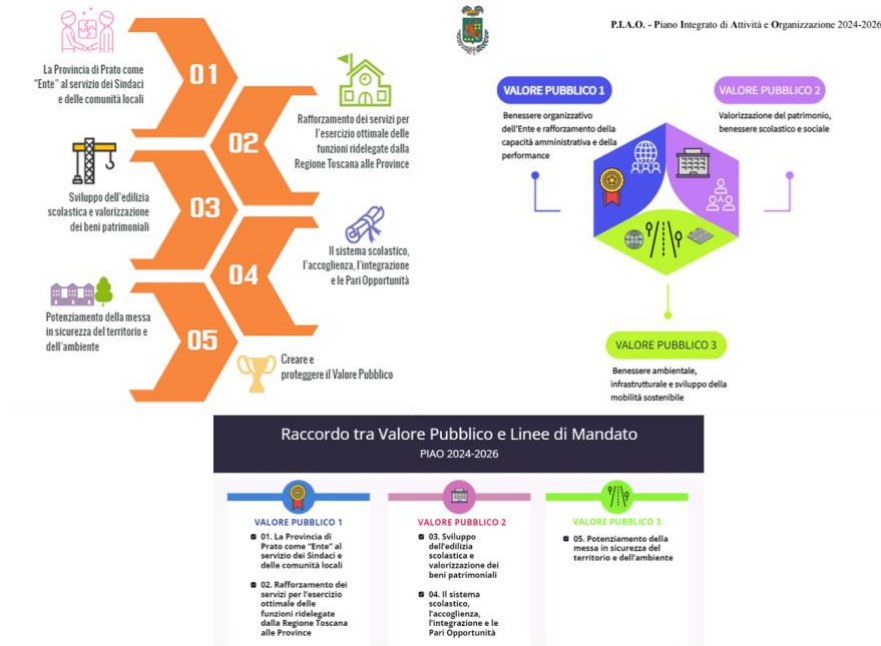 La Provincia di Prato come
"Ente" al servizio dei Sindaci
e delle comunità locali
01
Rafforzamento dei servizi per
l'esercizio ottimale delle
funzioni ridelegate dalla
Regione Toscana alle Province
02
Sviluppo dell'edilizia
scolastica e valorizzazione
dei beni patrimoniali
03
Il sistema scolastico,
l'accoglienza, l'integrazione
e le Pari Opportunità
04
Potenziamento della messa
in sicurezza del territorio e
dell'ambiente
05
Creare e
proteggere il Valore Pubblico
P.I.A.O. - Piano Integrato di Attività e Organizzazione 2024-2026
VALORE PUBBLICO 1
Benessere organizzativo
dell'Ente e rafforzamento della
capacità amministrativa e della
performance
VALORE PUBBLICO 2
Valorizzazione del patrimonio,
benessere scolastico e sociale
VALORE PUBBLICO 3
Benessere ambientale,
infrastrutturale e sviluppo della
mobilità sostenibile
Raccordo tra Valore Pubblico e Linee di Mandato
PIAO 2024-2026
VALORE PUBBLICO 1
01. La Provincia di
Prato come "Ente" al
servizio dei Sindaci e
delle comunità locali
02. Rafforzamento dei
servizi per l'esercizio
ottimale delle
funzioni ridelegate
dalla Regione Toscana
alle Province
VALORE PUBBLICO 2
03. Sviluppo
dell'edilizia
scolastica e
valorizzazione dei
beni patrimoniali
04. Il sistema
scolastico,
l'accoglienza,
l'integrazione e le
Pari Opportunità
VALORE PUBBLICO 3
05. Potenziamento della
messa in sicurezza del
territorio e dell'ambiente